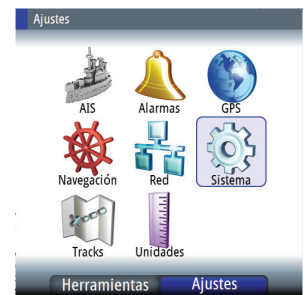 Ajustes
AIS Alarmas GPS
Navegación Red Sistema
Tracks Unidades
Herramientas Ajustes